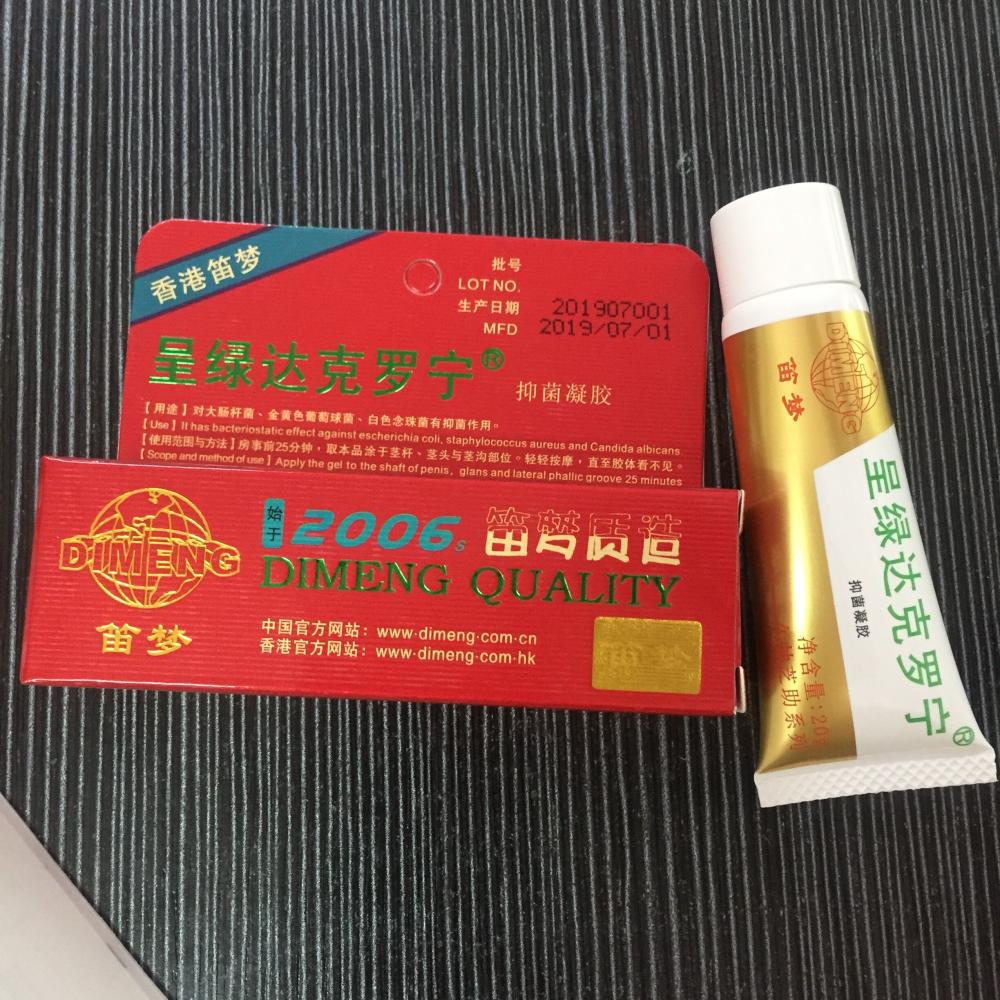 香港笛梦
批号
LOT NO.
生产日期 201907001
MFD 2019/07/01
呈绿达克罗宁® 抑菌凝胶
【用途】对大肠杆菌、金黄色葡萄球菌、白色念珠菌有抑菌作用。
【Use】It has bacteriostatic effect against escherichia coli, staphylococcus aureus and Candida albicans.
【使用范围与方法】房事前25分钟，取本品涂于茎杆、茎头与茎沟部位。轻轻按摩，直至胶体看不见。
【Scope and method of use】Apply the gel to the shaft of penis, glans and lateral phallic groove 25 minutes
DIMENG
笛梦
始于 2006s 笛梦质造
DIMENG QUALITY
中国官方网站：www·dimeng·com·cn
香港官方网站：www·dimeng·com·hk
DIMENG
笛梦
呈绿达克罗宁®
抑菌凝胶
净含量：20g
芝助系列